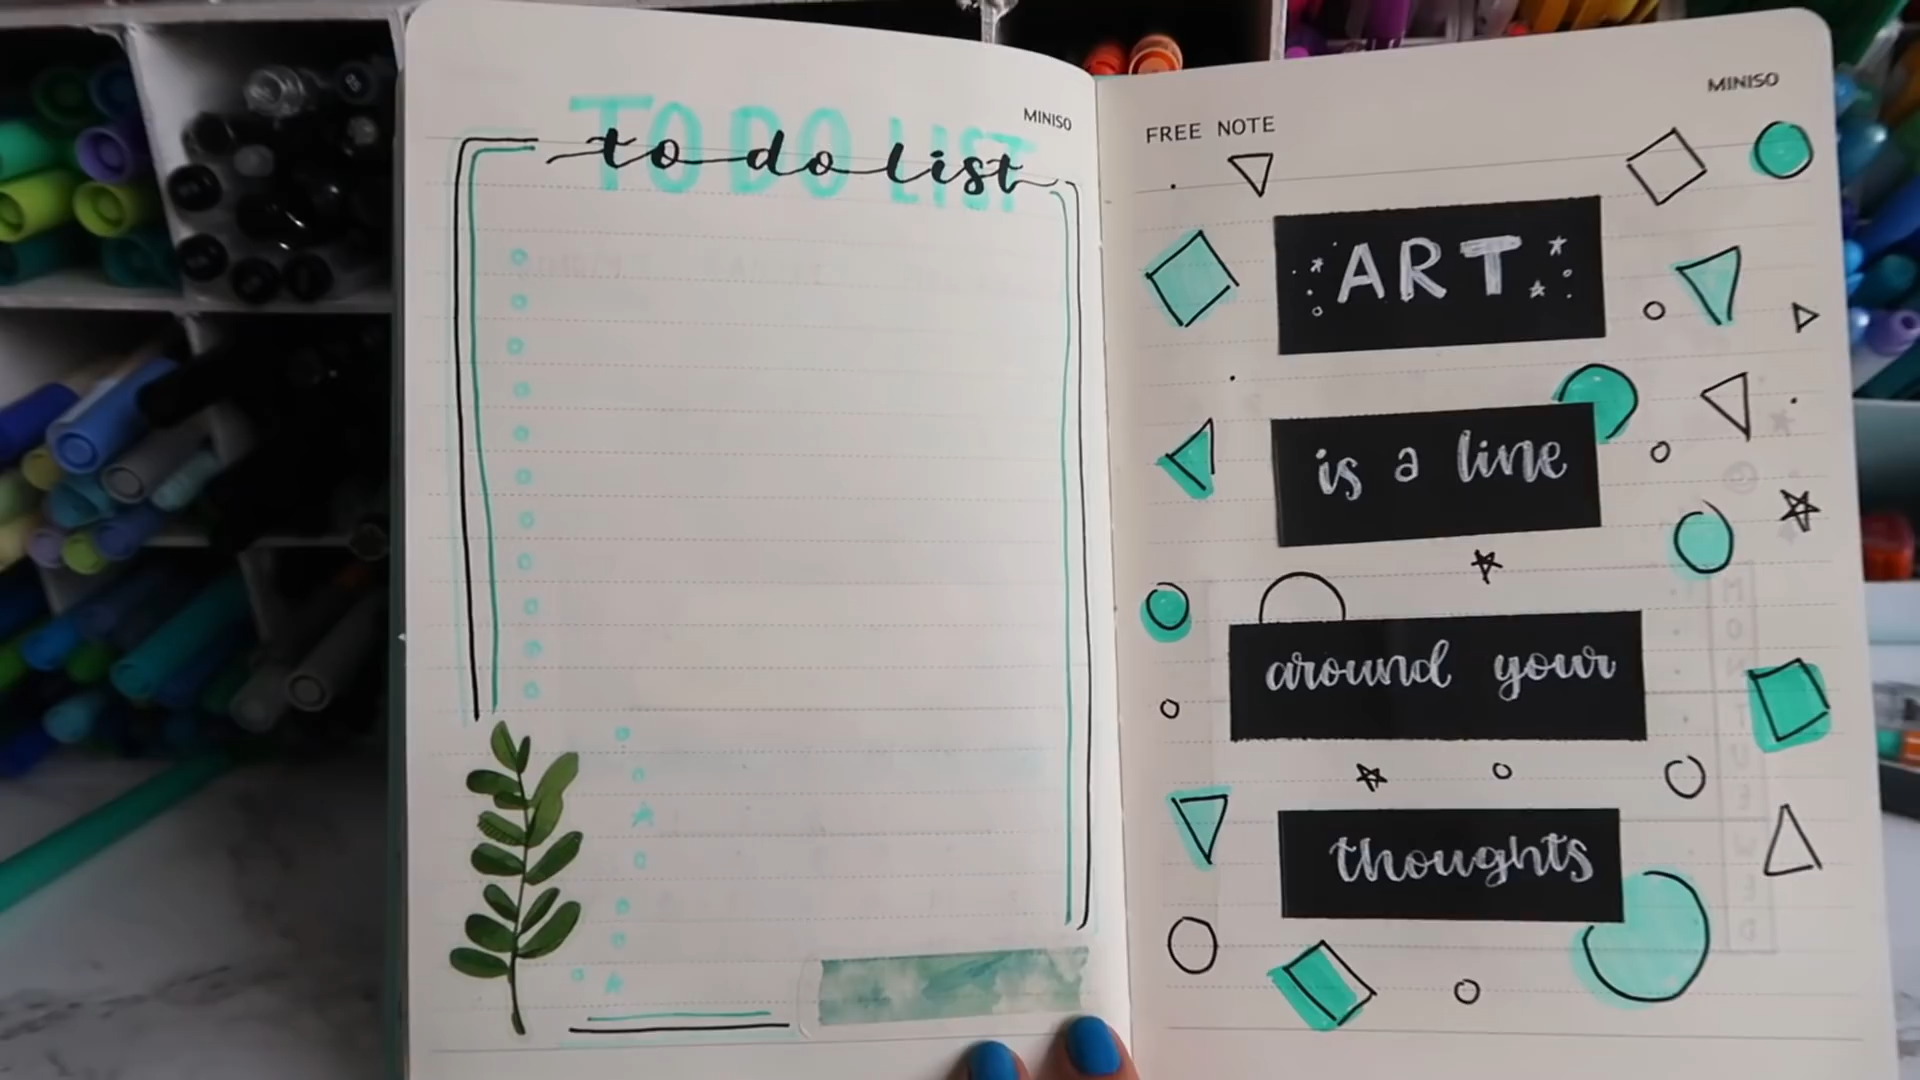 MINISO
TO DO LIST
to do list
MINISO
FREE NOTE
ART
is a line
around your
thoughts